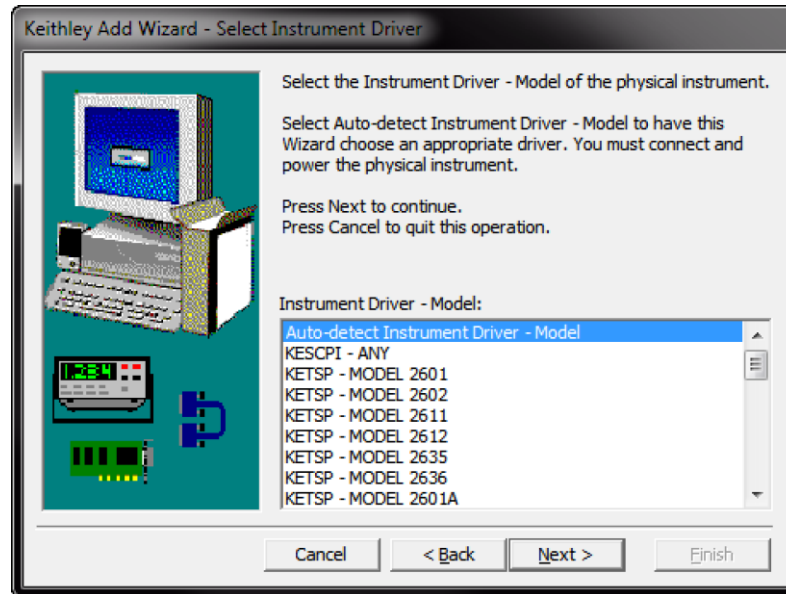 Keithley Add Wizard - Select Instrument Driver
Select the Instrument Driver - Model of the physical instrument.
Select Auto-detect Instrument Driver - Model to have this
Wizard choose an appropriate driver. You must connect and
power the physical instrument.
Press Next to continue.
Press Cancel to quit this operation.
Instrument Driver - Model:
Auto-detect Instrument Driver - Model
KESCPI - ANY
KETSP - MODEL 2601
KETSP - MODEL 2602
KETSP - MODEL 2611
KETSP - MODEL 2612
KETSP - MODEL 2635
KETSP - MODEL 2636
KETSP - MODEL 2601A
1.234
Cancel
< Back
Next >
Finish